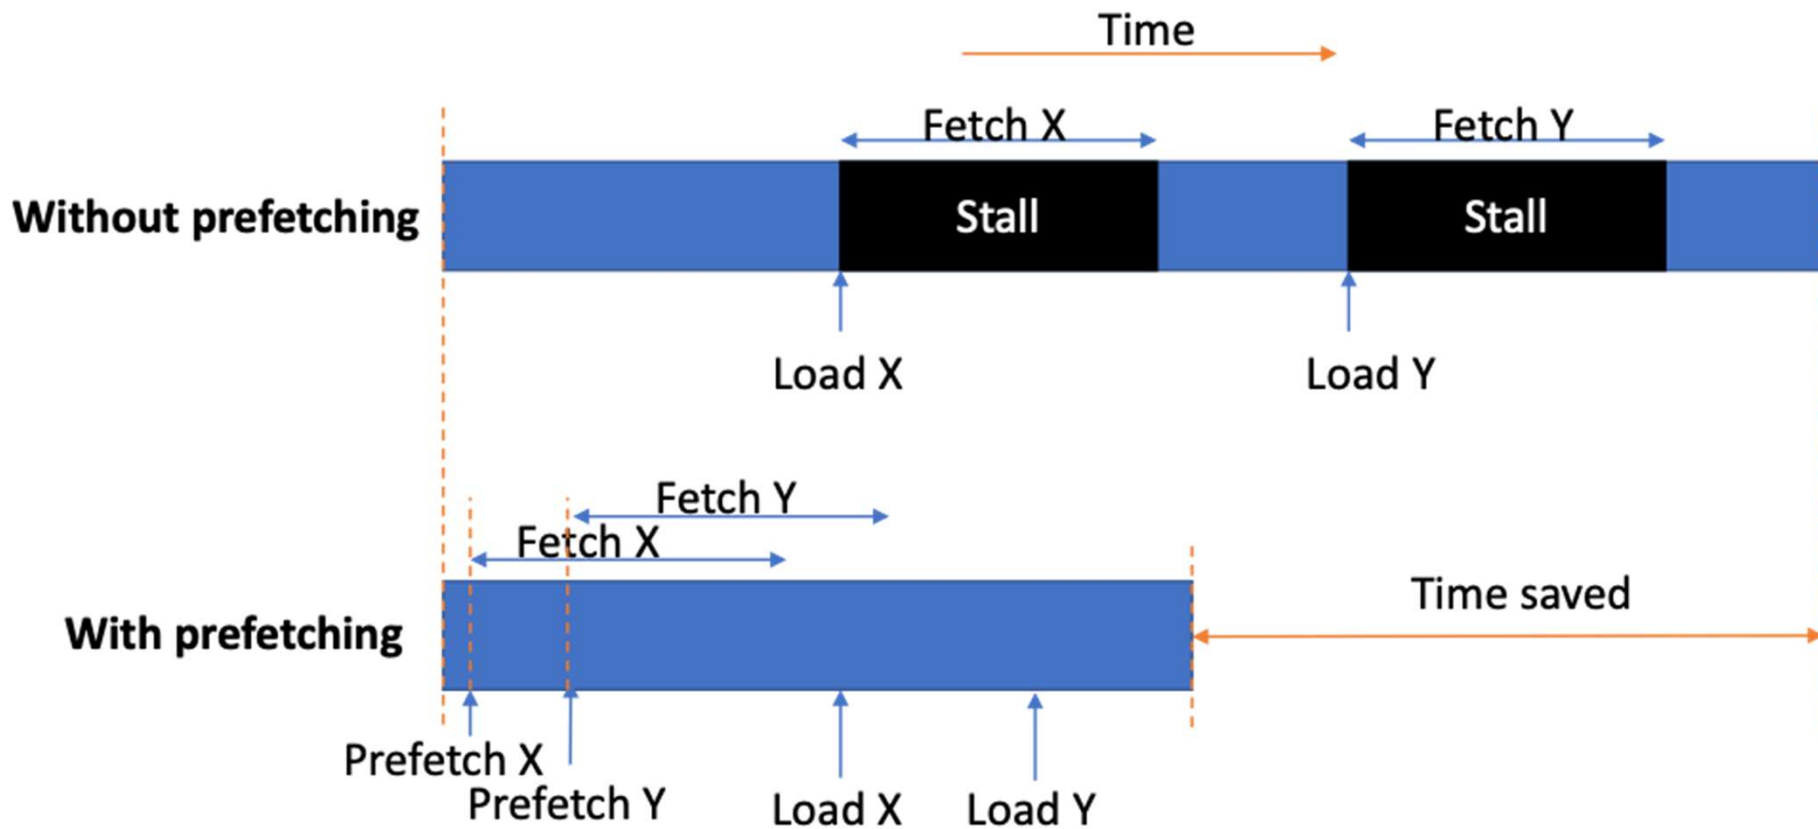 Time
Fetch X
Fetch Y
Without prefetching
Stall
Stall
Load X
Load Y
Fetch Y
Fetch X
Time saved
With prefetching
Prefetch X
Prefetch Y
Load X
Load Y